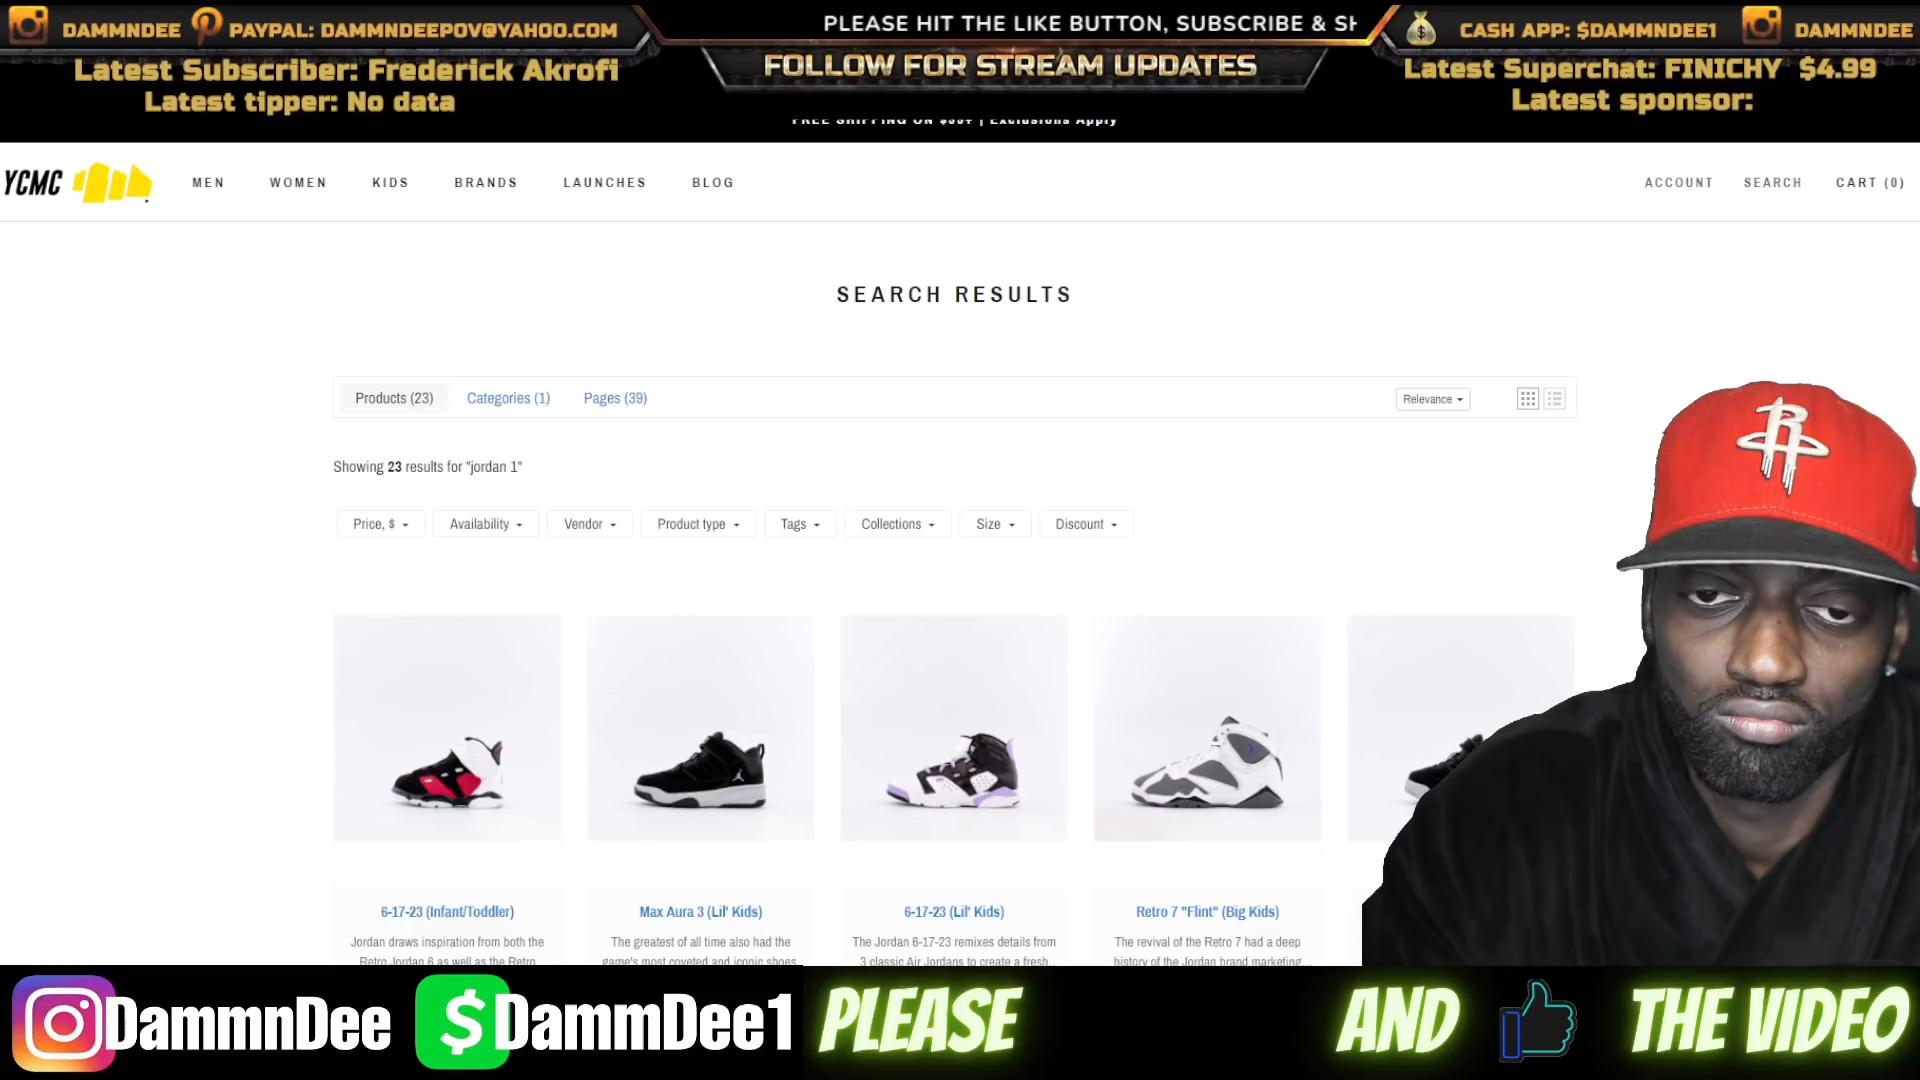 DAMMNDEE
PAYPAL: DAMMNDEEPOV@YAHOO.COM
PLEASE HIT THE LIKE BUTTON, SUBSCRIBE & SH
CASH APP: $DAMMNDEE1
DAMMNDEE
Latest Subscriber: Frederick Akrofi
FOLLOW FOR STREAM UPDATES
Latest Superchat: FINICHY $4.99
Latest tipper: No data
Latest sponsor:
FREE SHIPPING ON $99+ | Exclusions Apply
YCMC
MEN
WOMEN
KIDS
BRANDS
LAUNCHES
BLOG
ACCOUNT
SEARCH
CART (0)
SEARCH RESULTS
Products (23)
Categories (1)
Pages (39)
Relevance
Showing 23 results for "jordan 1"
Price, $
Availability
Vendor
Product type
Tags
Collections
Size
Discount
6-17-23 (Infant/Toddler)
Max Aura 3 (Lil' Kids)
6-17-23 (Lil' Kids)
Retro 7 "Flint" (Big Kids)
Jordan draws inspiration from both the
Retro Jordan 6 as well as the Retro
The greatest of all time also had the
game's most coveted and iconic shoes
The Jordan 6-17-23 remixes details from
3 classic Air Jordans to create a fresh..
The revival of the Retro 7 had a deep
history of the Jordan brand marketing...
DammnDee
$DammDee1
PLEASE
AND
THE VIDEO